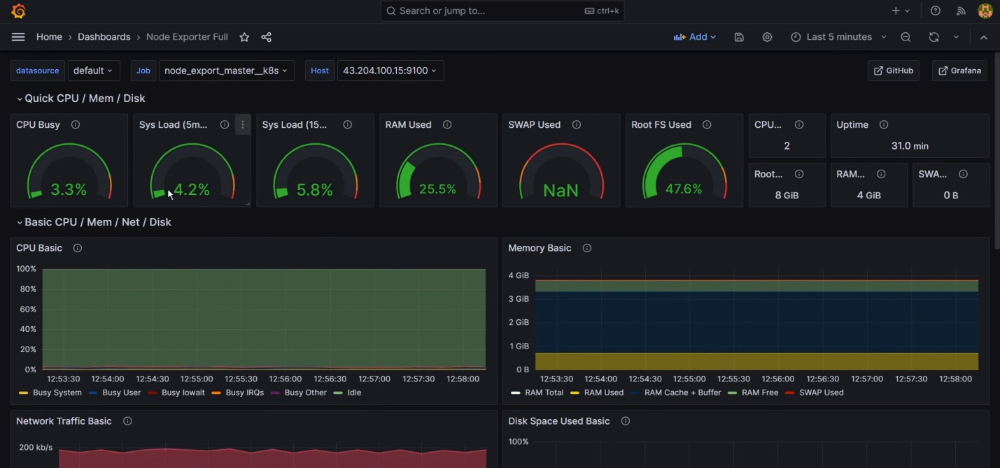 Search or jump to... ctrl+k
Home › Dashboards › Node Exporter Full Add Last 5 minutes
datasource default Job node_export_master__k8s Host 43.204.100.15:9100 GitHub Grafana
Quick CPU / Mem / Disk
CPU Busy Sys Load (5m... Sys Load (15... RAM Used SWAP Used Root FS Used CPU... Uptime
2 31.0 min
Root... RAM... SWA...
3.3% 4.2% 5.8% 25.5% NaN 47.6% 8 GiB 4 GiB 0 B
Basic CPU / Mem / Net / Disk
CPU Basic
100%
80%
60%
40%
20%
0%
12:53:30 12:54:00 12:54:30 12:55:00 12:55:30 12:56:00 12:56:30 12:57:00 12:57:30 12:58:00
Busy System Busy User Busy Iowait Busy IRQs Busy Other Idle
Memory Basic
4 GiB
3 GiB
2 GiB
1 GiB
0 B
12:53:30 12:54:00 12:54:30 12:55:00 12:55:30 12:56:00 12:56:30 12:57:00 12:57:30 12:58:00
RAM Total RAM Used RAM Cache + Buffer RAM Free SWAP Used
Network Traffic Basic
200 kb/s
Disk Space Used Basic
100%